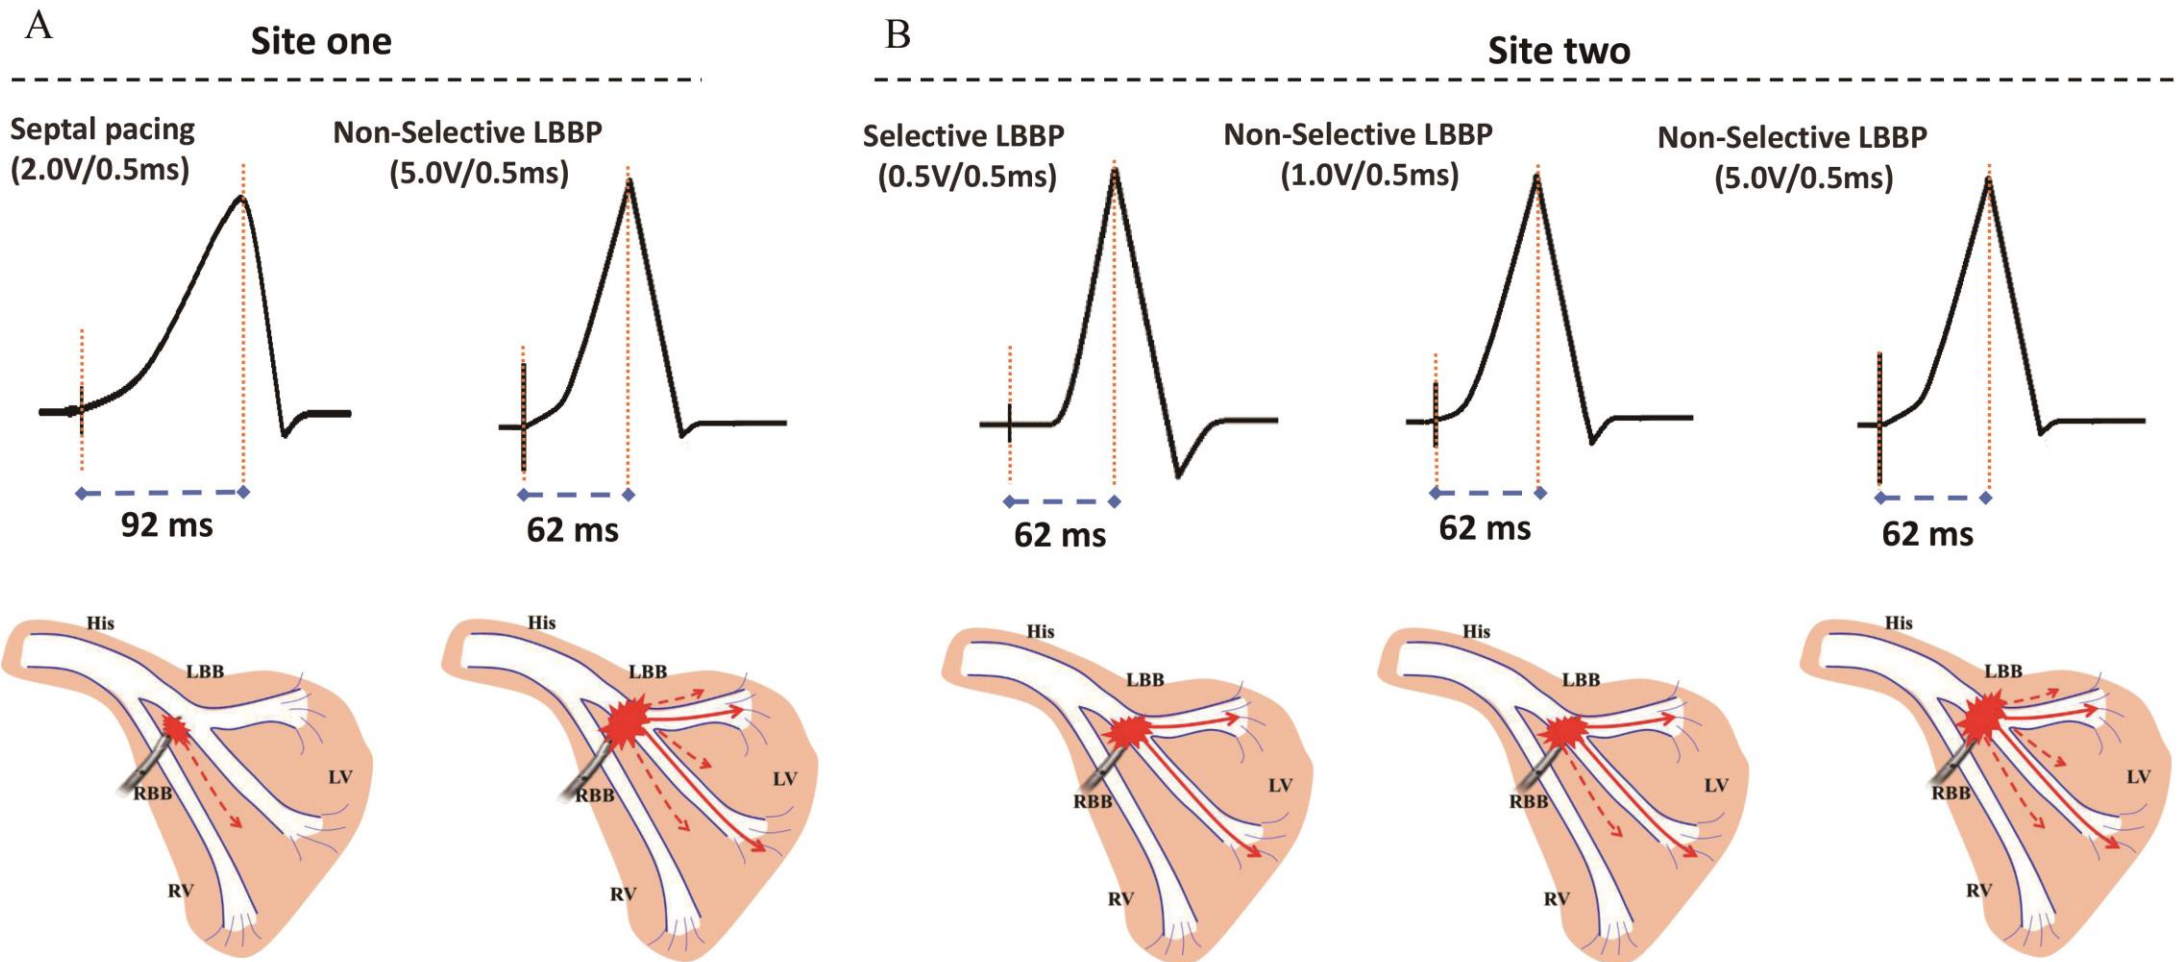 A
Site one
B
Site two
Septal pacing
(2.0V/0.5ms)
Non-Selective LBBP
(5.0V/0.5ms)
Selective LBBP
(0.5V/0.5ms)
Non-Selective LBBP
(1.0V/0.5ms)
Non-Selective LBBP
(5.0V/0.5ms)
92 ms
62 ms
62 ms
62 ms
62 ms
His
LBB
RBB
LV
RV
His
LBB
RBB
LV
RV
His
LBB
RBB
LV
RV
His
LBB
RBB
LV
RV
His
LBB
RBB
LV
RV